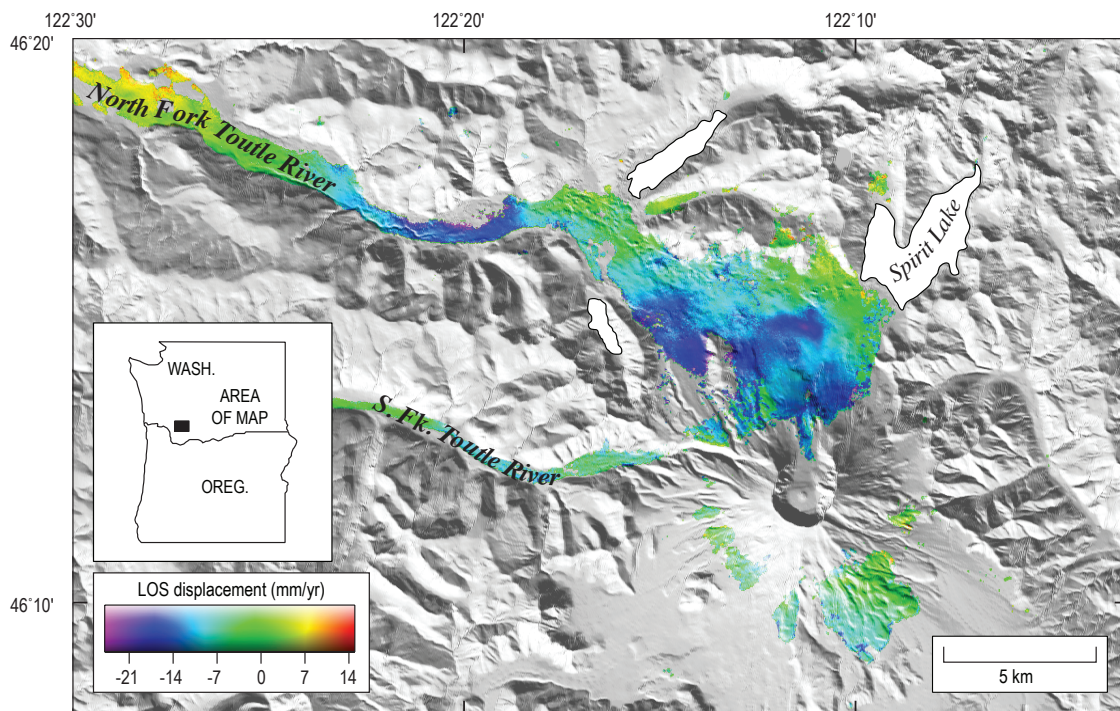 122˚30'
122˚20'
122˚10'
46˚20'
North Fork Toutle River
Spirit Lake
WASH.
AREA
OF MAP
OREG.
S. Fk. Toutle River
LOS displacement (mm/yr)
-21 -14 -7 0 7 14
46˚10'
5 km